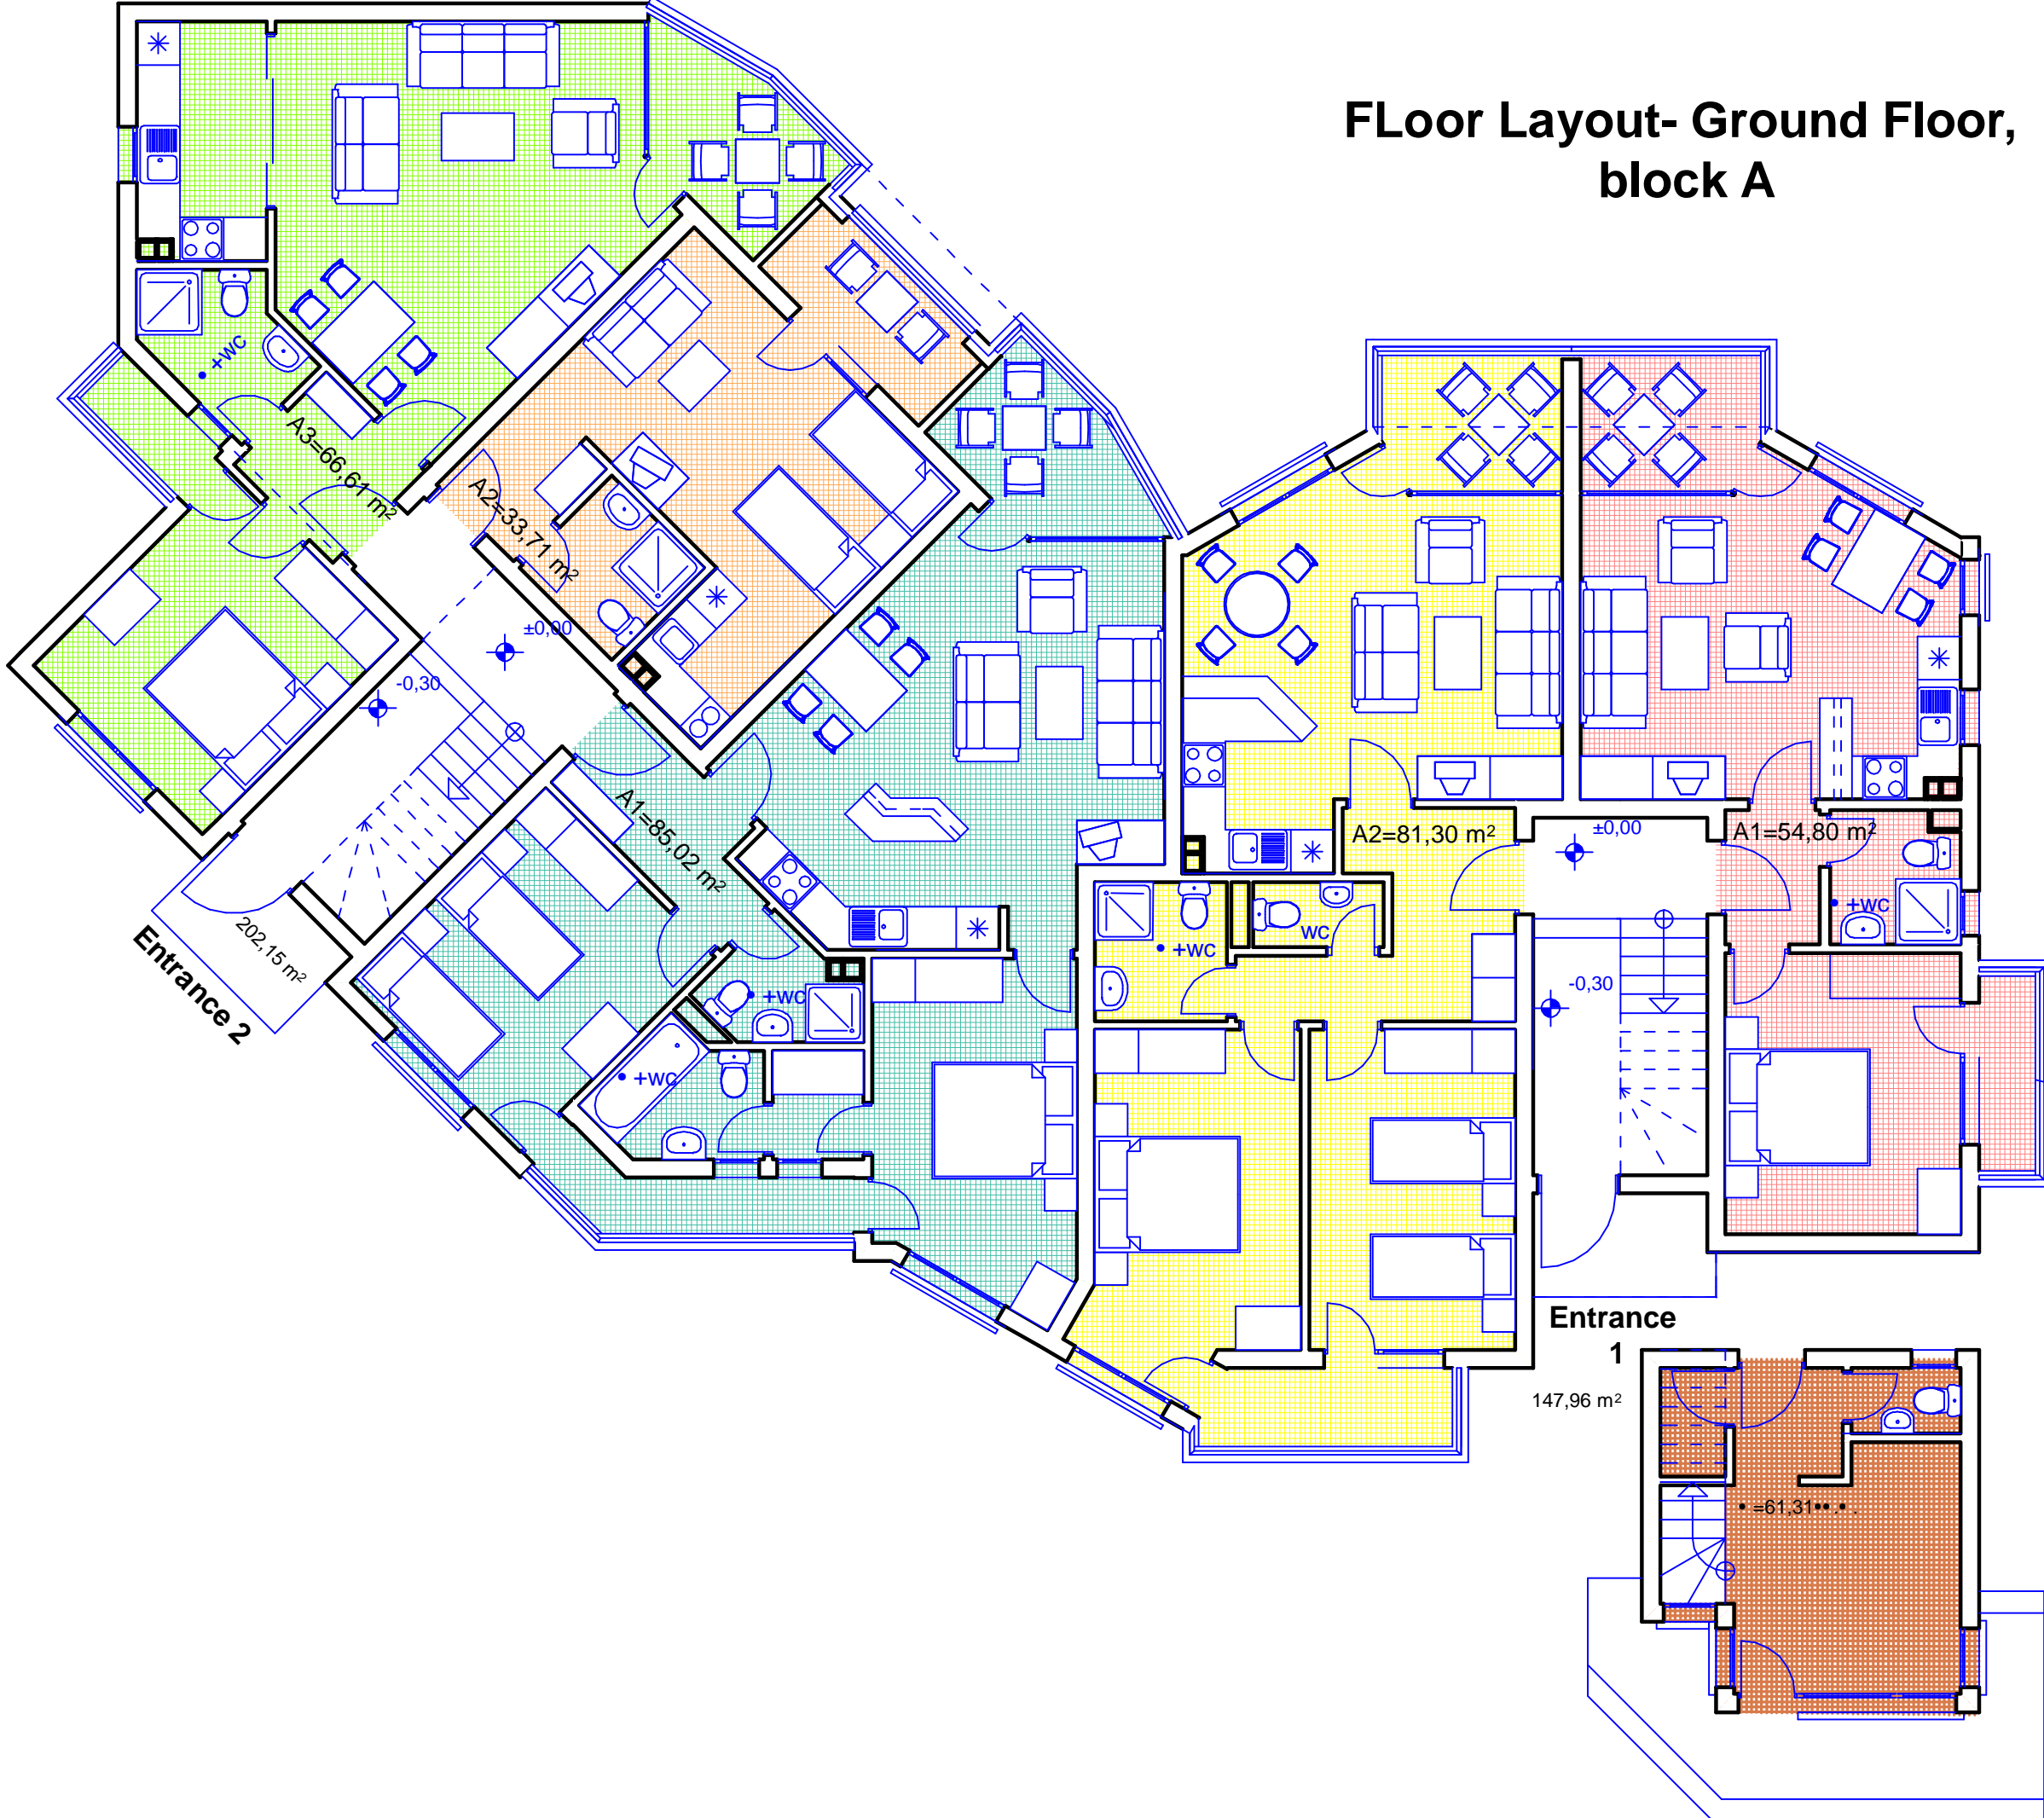 FLoor Layout- Ground Floor,
block A
+wc
A3=66,61 m²
A2=33,71 m²
±0,00
-0,30
A1=85,02 m²
+wc
+wc
202,15 m²
Entrance 2
A2=81,30 m²
±0,00
A1=54,80 m²
+wc
wc
+wc
-0,30
Entrance
1
147,96 m²
=61,31